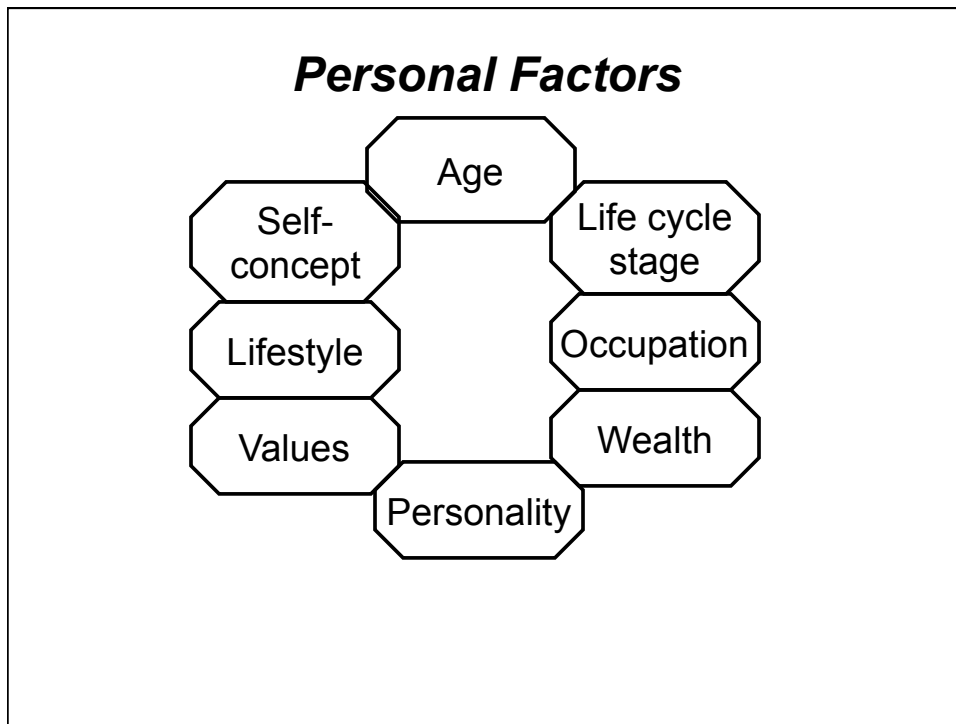 Personal Factors
Age
Self-
concept
Life cycle
stage
Lifestyle
Occupation
Values
Wealth
Personality